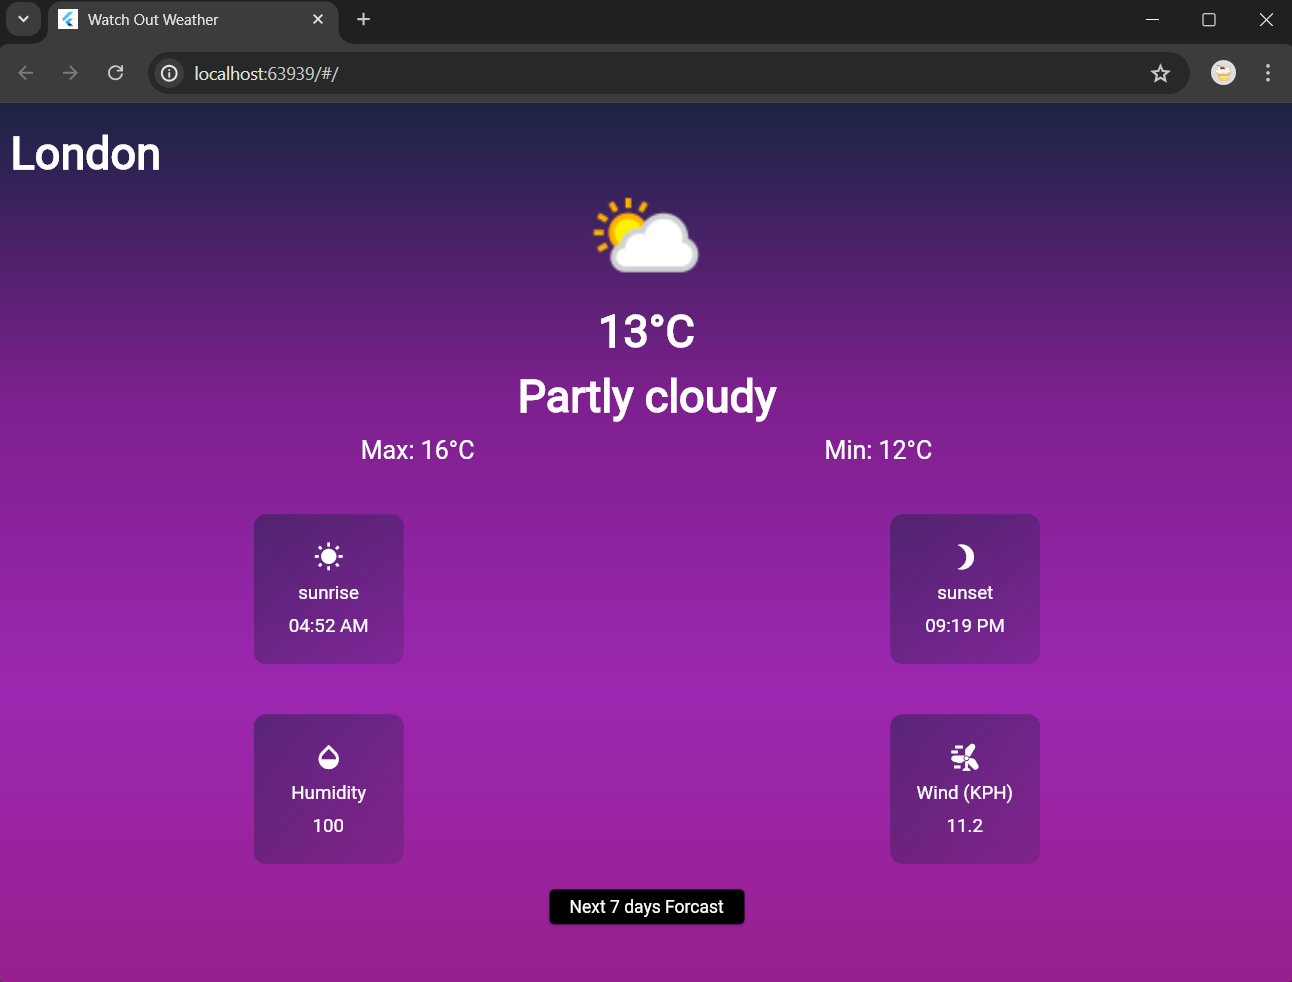 Watch Out Weather
localhost:63939/#/
London
13°C
Partly cloudy
Max: 16°C Min: 12°C
sunrise
04:52 AM
sunset
09:19 PM
Humidity
100
Wind (KPH)
11.2
Next 7 days Forcast